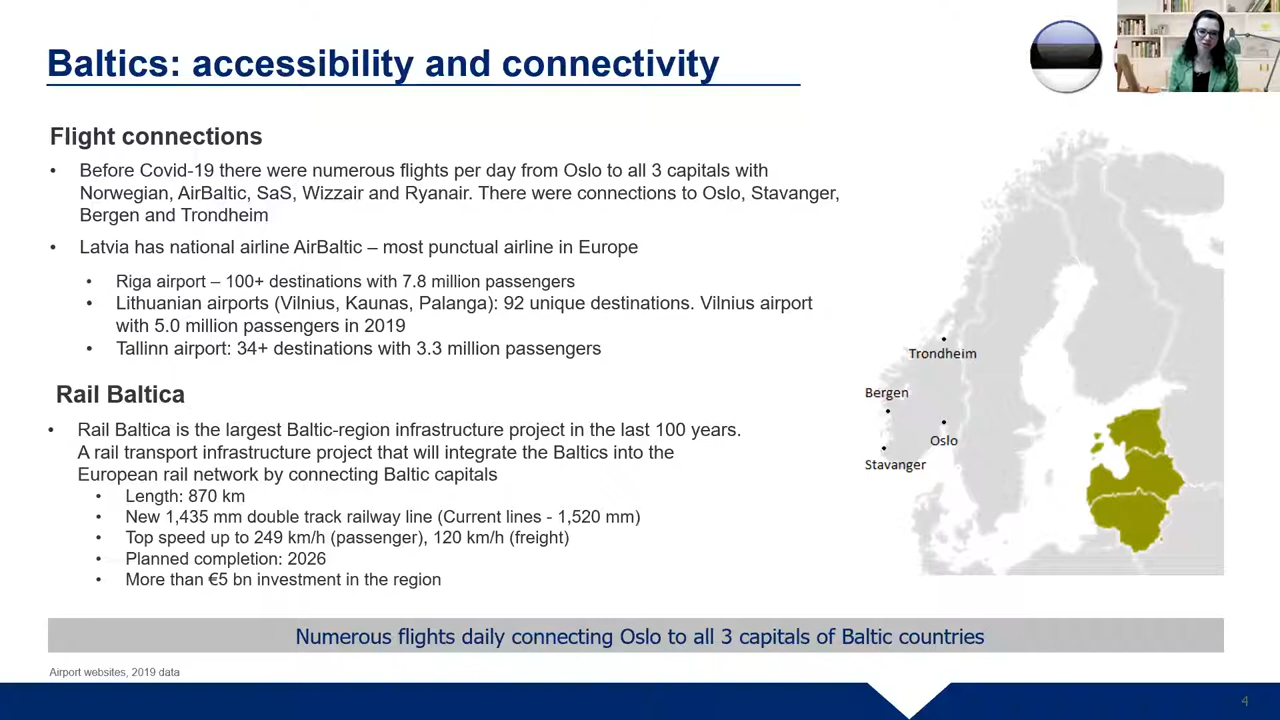 Baltics: accessibility and connectivity
Flight connections
• Before Covid-19 there were numerous flights per day from Oslo to all 3 capitals with
Norwegian, AirBaltic, SaS, Wizzair and Ryanair. There were connections to Oslo, Stavanger,
Bergen and Trondheim
• Latvia has national airline AirBaltic – most punctual airline in Europe
• Riga airport – 100+ destinations with 7.8 million passengers
• Lithuanian airports (Vilnius, Kaunas, Palanga): 92 unique destinations. Vilnius airport
with 5.0 million passengers in 2019
• Tallinn airport: 34+ destinations with 3.3 million passengers
Rail Baltica
• Rail Baltica is the largest Baltic-region infrastructure project in the last 100 years.
A rail transport infrastructure project that will integrate the Baltics into the
European rail network by connecting Baltic capitals
• Length: 870 km
• New 1,435 mm double track railway line (Current lines - 1,520 mm)
• Top speed up to 249 km/h (passenger), 120 km/h (freight)
• Planned completion: 2026
• More than €5 bn investment in the region
Trondheim
Bergen
Oslo
Stavanger
Numerous flights daily connecting Oslo to all 3 capitals of Baltic countries
Airport websites, 2019 data
4